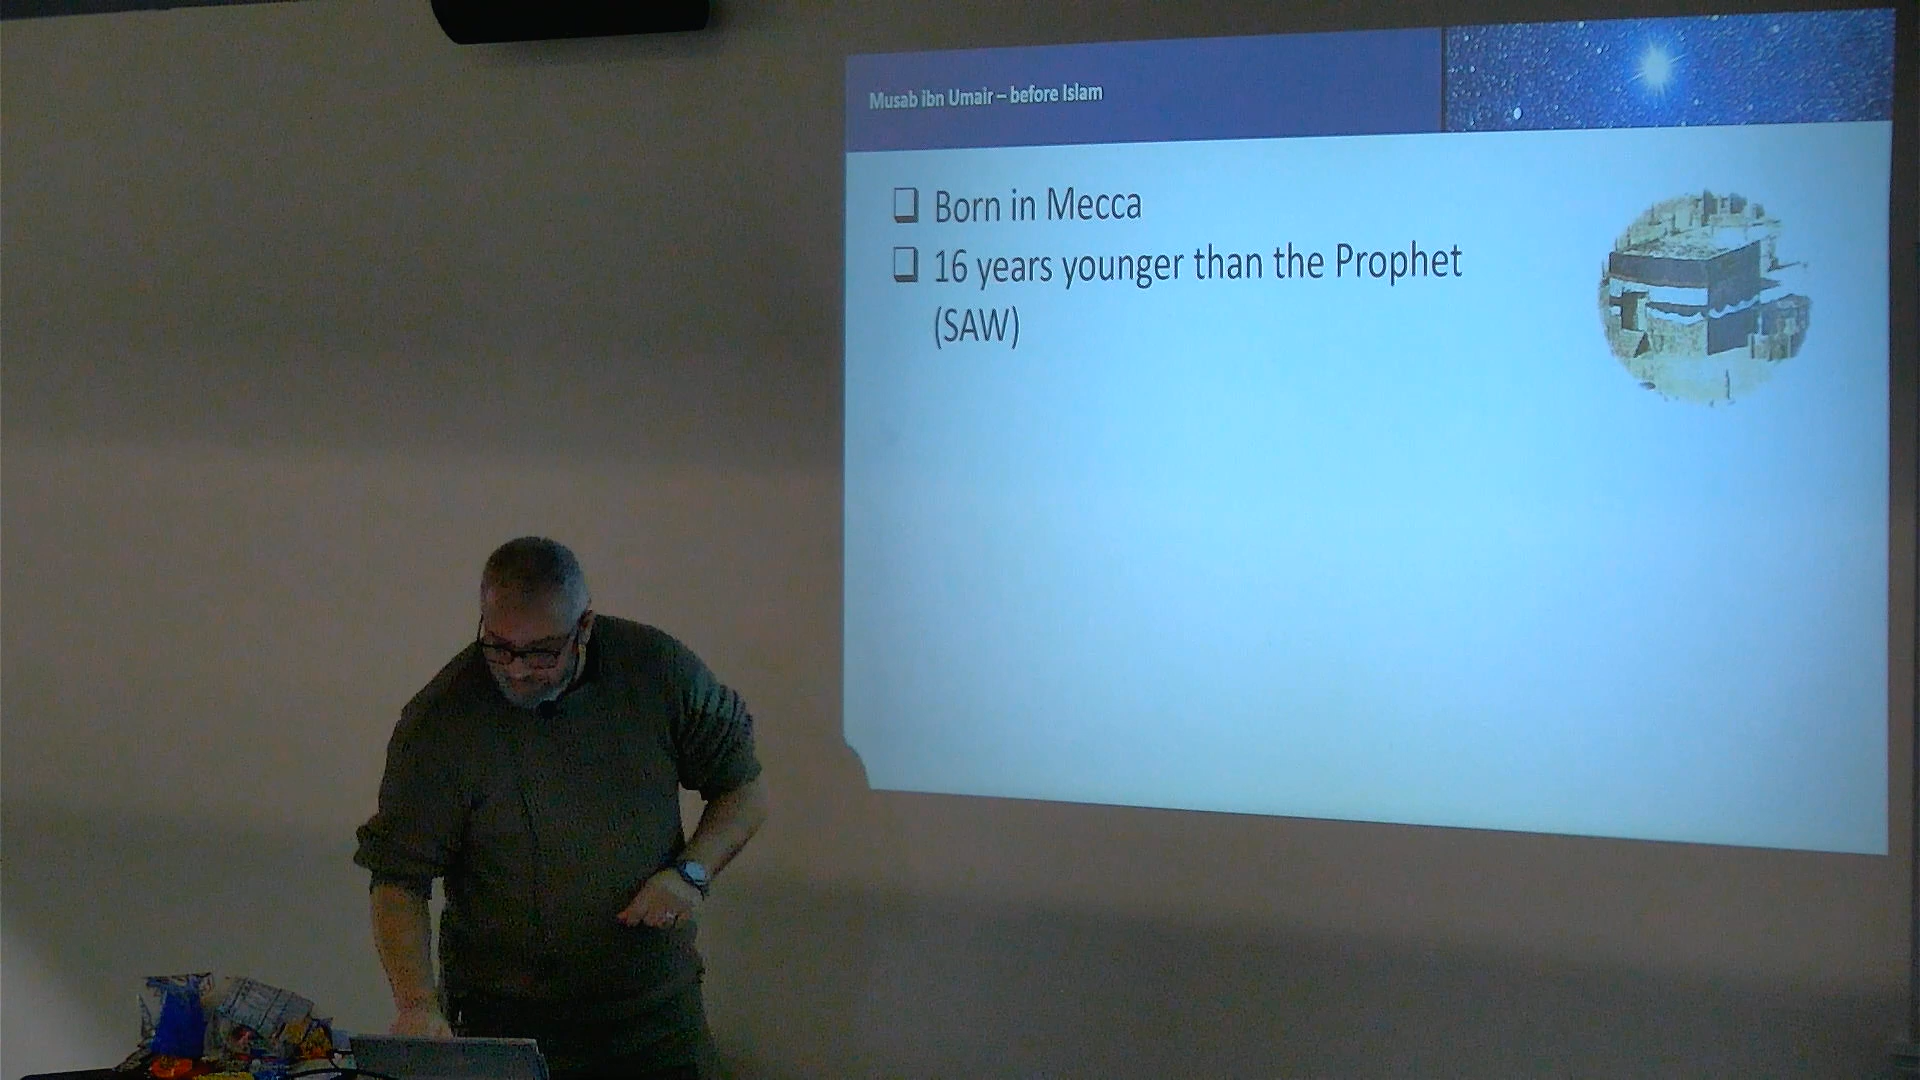 Musab ibn Umair – before Islam
❑ Born in Mecca
❑ 16 years younger than the Prophet
(SAW)